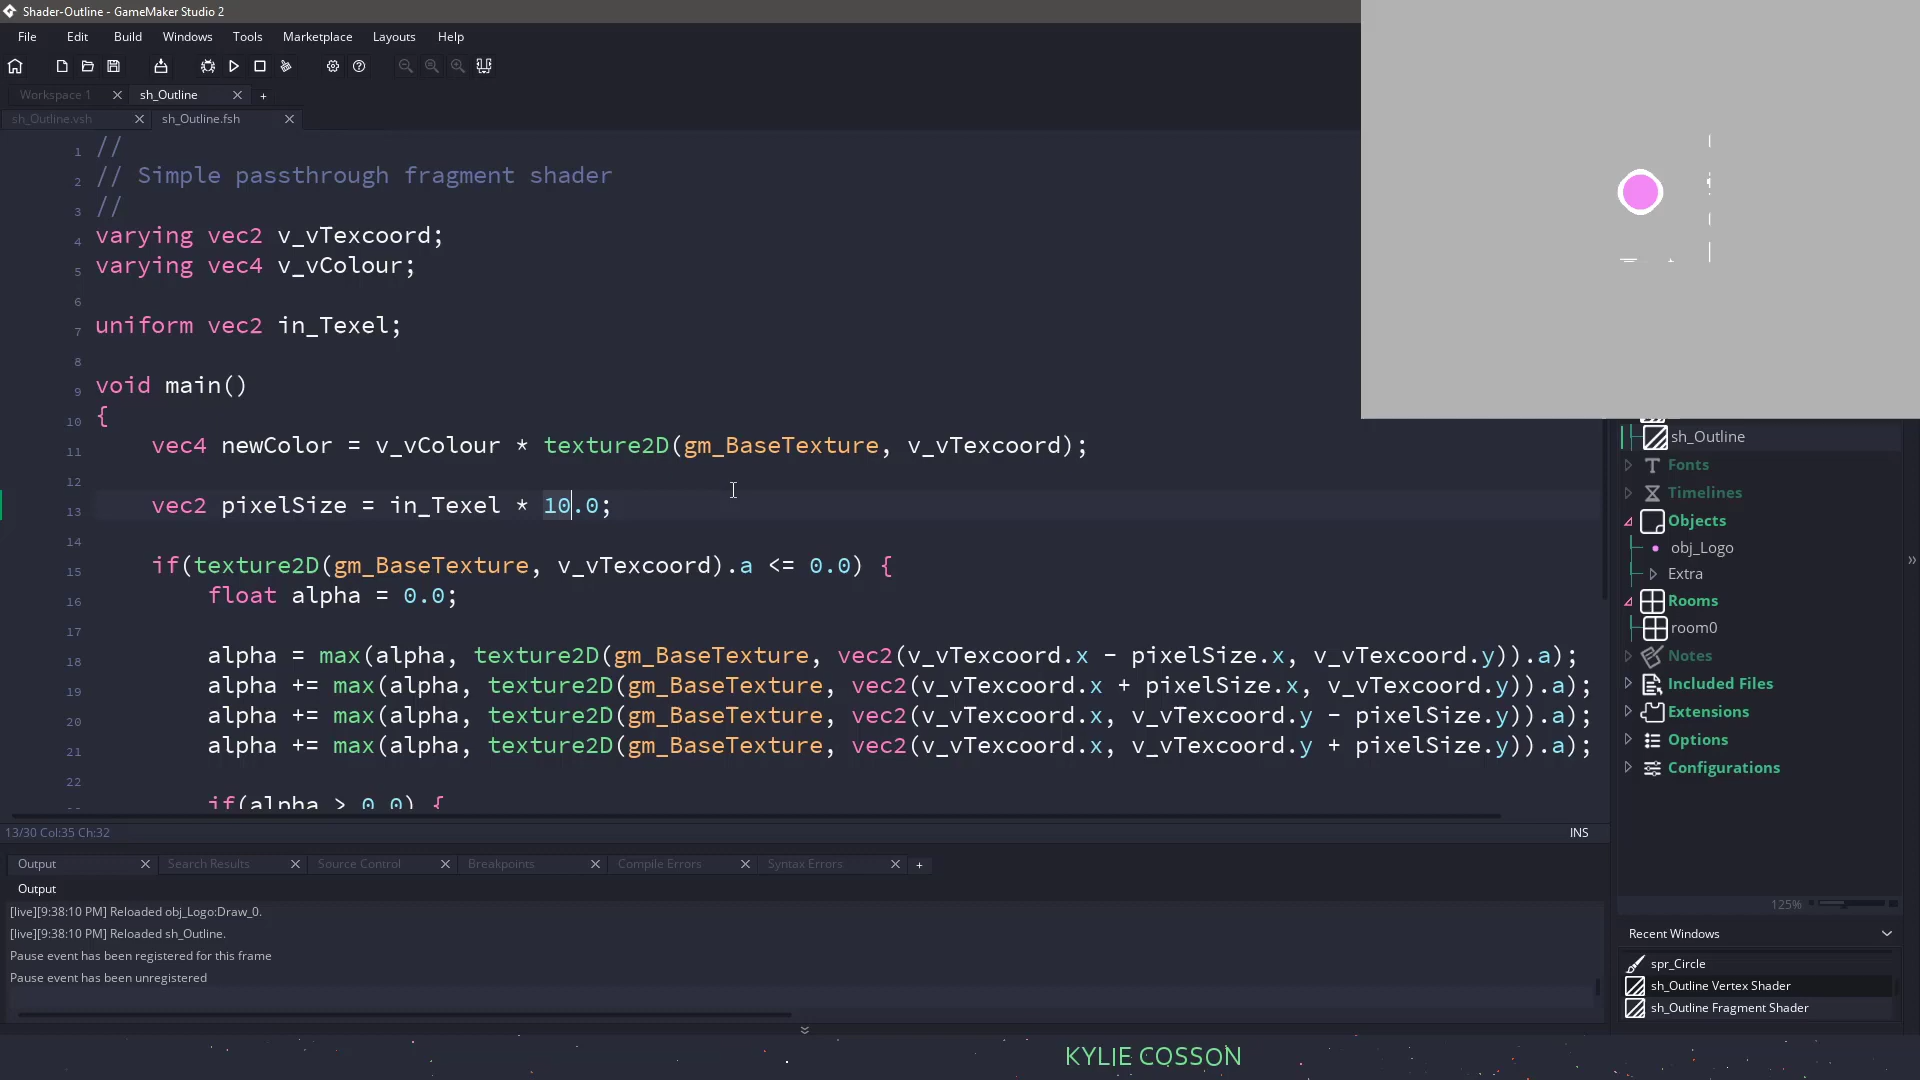 Shader-Outline - GameMaker Studio 2
File Edit Build Windows Tools Marketplace Layouts Help
Workspace 1 sh_Outline +
sh_Outline.vsh sh_Outline.fsh
1 //
2 // Simple passthrough fragment shader
3 //
4 varying vec2 v_vTexcoord;
5 varying vec4 v_vColour;
6
7 uniform vec2 in_Texel;
8
9 void main()
10 {
11 vec4 newColor = v_vColour * texture2D(gm_BaseTexture, v_vTexcoord);
12
13 vec2 pixelSize = in_Texel * 10.0;
14
15 if(texture2D(gm_BaseTexture, v_vTexcoord).a <= 0.0) {
16 float alpha = 0.0;
17
18 alpha = max(alpha, texture2D(gm_BaseTexture, vec2(v_vTexcoord.x - pixelSize.x, v_vTexcoord.y)).a);
19 alpha += max(alpha, texture2D(gm_BaseTexture, vec2(v_vTexcoord.x + pixelSize.x, v_vTexcoord.y)).a);
20 alpha += max(alpha, texture2D(gm_BaseTexture, vec2(v_vTexcoord.x, v_vTexcoord.y - pixelSize.y)).a);
21 alpha += max(alpha, texture2D(gm_BaseTexture, vec2(v_vTexcoord.x, v_vTexcoord.y + pixelSize.y)).a);
22
if(alpha > 0.0) {
13/30 Col:35 Ch:32 INS
Output Search Results Source Control Breakpoints Compile Errors Syntax Errors +
Output
[live][9:38:10 PM] Reloaded obj_Logo:Draw_0.
[live][9:38:10 PM] Reloaded sh_Outline.
Pause event has been registered for this frame
Pause event has been unregistered
sh_Outline
Fonts
Timelines
Objects
obj_Logo
Extra
Rooms
room0
Notes
Included Files
Extensions
Options
Configurations
125%
Recent Windows
spr_Circle
sh_Outline Vertex Shader
sh_Outline Fragment Shader
KYLIE COSSON